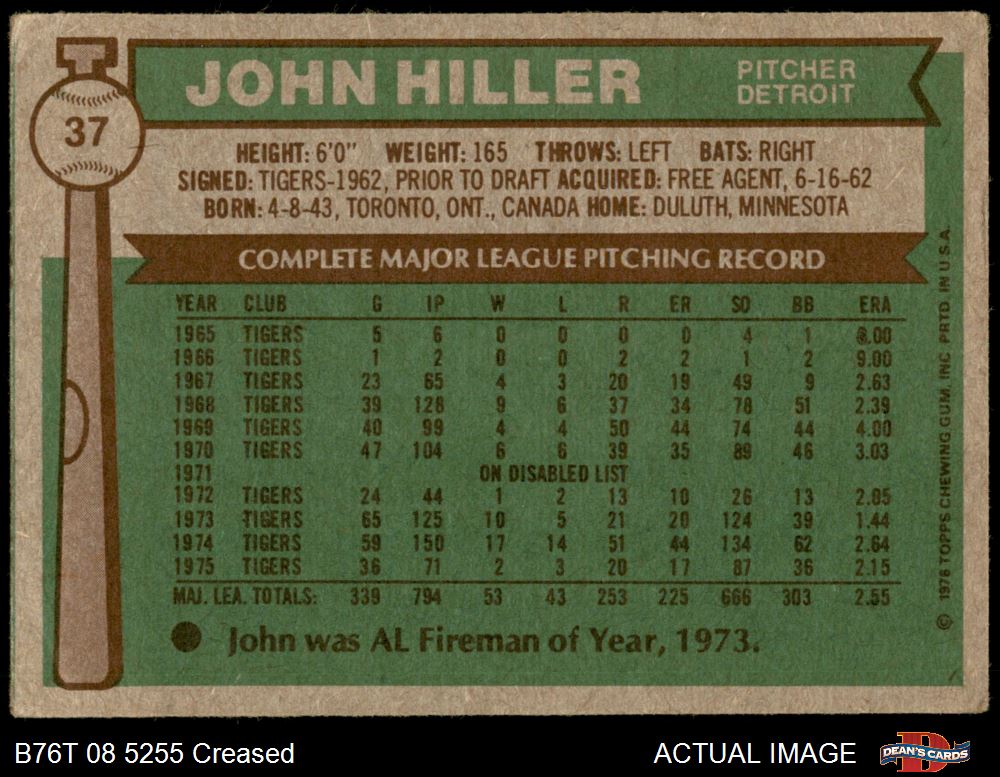 JOHN HILLER
PITCHER
DETROIT
37
HEIGHT: 6'0" WEIGHT: 165 THROWS: LEFT BATS: RIGHT
SIGNED: TIGERS-1962, PRIOR TO DRAFT ACQUIRED: FREE AGENT, 6-16-62
BORN: 4-8-43, TORONTO, ONT., CANADA HOME: DULUTH, MINNESOTA
COMPLETE MAJOR LEAGUE PITCHING RECORD
YEAR CLUB G IP W L R ER SO BB ERA
1965 TIGERS 5 6 0 0 0 0 4 1 0.00
1966 TIGERS 1 2 0 0 2 2 1 2 9.00
1967 TIGERS 23 65 4 3 20 19 49 9 2.63
1968 TIGERS 39 128 9 6 37 34 78 51 2.39
1969 TIGERS 40 99 4 4 50 44 74 44 4.00
1970 TIGERS 47 104 6 6 39 35 89 46 3.03
1971 ON DISABLED LIST
1972 TIGERS 24 44 1 2 13 10 26 13 2.05
1973 TIGERS 65 125 10 5 21 20 124 39 1.44
1974 TIGERS 59 150 17 14 51 44 134 62 2.64
1975 TIGERS 36 71 2 3 20 17 87 36 2.15
MAJ. LEA. TOTALS: 339 794 53 43 253 225 666 303 2.55
John was AL Fireman of Year, 1973.
© 1976 TOPPS CHEWING GUM, INC. PRTD. IN U.S.A.
B76T 08 5255 Creased
ACTUAL IMAGE
DEAN'S CARDS